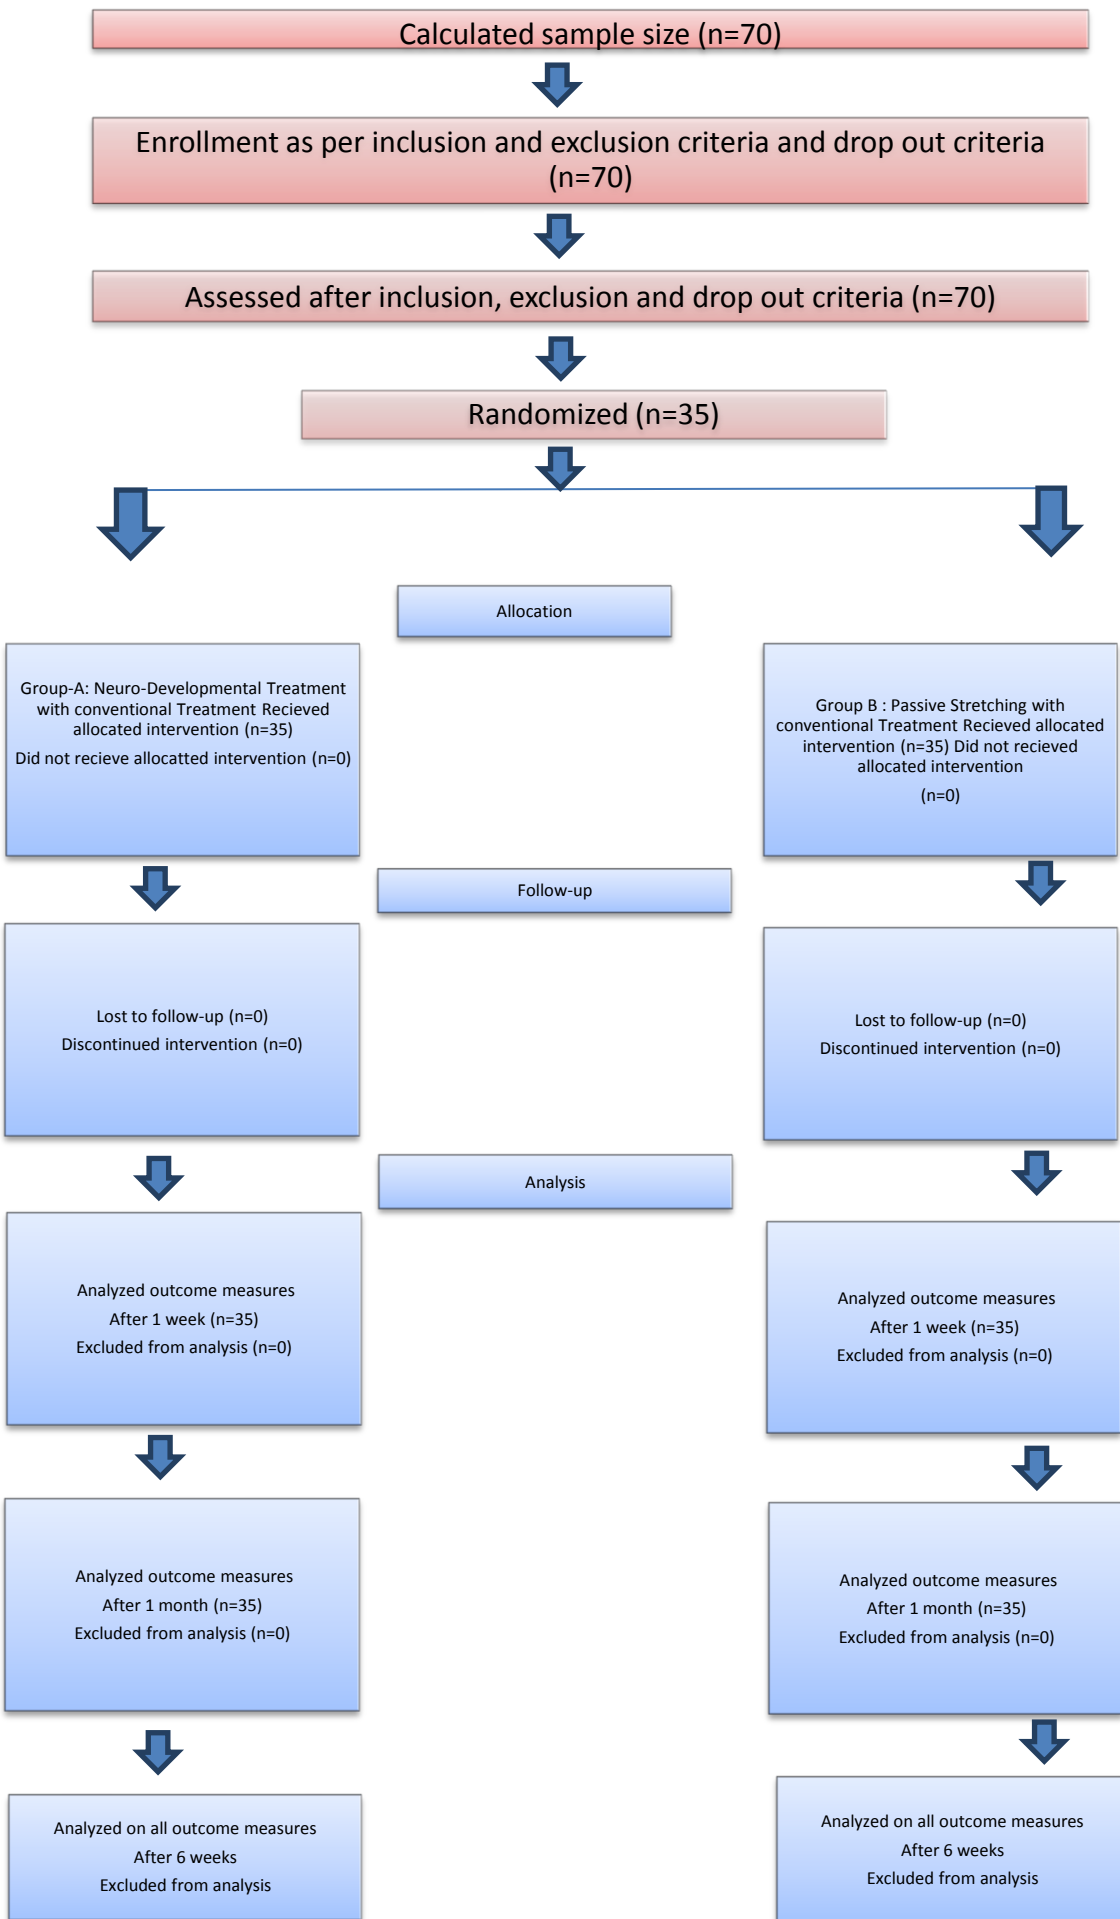 Calculated sample size (n=70)
Enrollment as per inclusion and exclusion criteria and drop out criteria
(n=70)
Assessed after inclusion, exclusion and drop out criteria (n=70)
Randomized (n=35)
Allocation
Group-A: Neuro-Developmental Treatment
with conventional Treatment Recieved
allocated intervention (n=35)
Did not recieve allocatted intervention (n=0)
Group B : Passive Stretching with
conventional Treatment Recieved allocated
intervention (n=35) Did not recieved
allocated intervention
(n=0)
Follow-up
Lost to follow-up (n=0)
Discontinued intervention (n=0)
Lost to follow-up (n=0)
Discontinued intervention (n=0)
Analysis
Analyzed outcome measures
After 1 week (n=35)
Excluded from analysis (n=0)
Analyzed outcome measures
After 1 week (n=35)
Excluded from analysis (n=0)
Analyzed outcome measures
After 1 month (n=35)
Excluded from analysis (n=0)
Analyzed outcome measures
After 1 month (n=35)
Excluded from analysis (n=0)
Analyzed on all outcome measures
After 6 weeks
Excluded from analysis
Analyzed on all outcome measures
After 6 weeks
Excluded from analysis